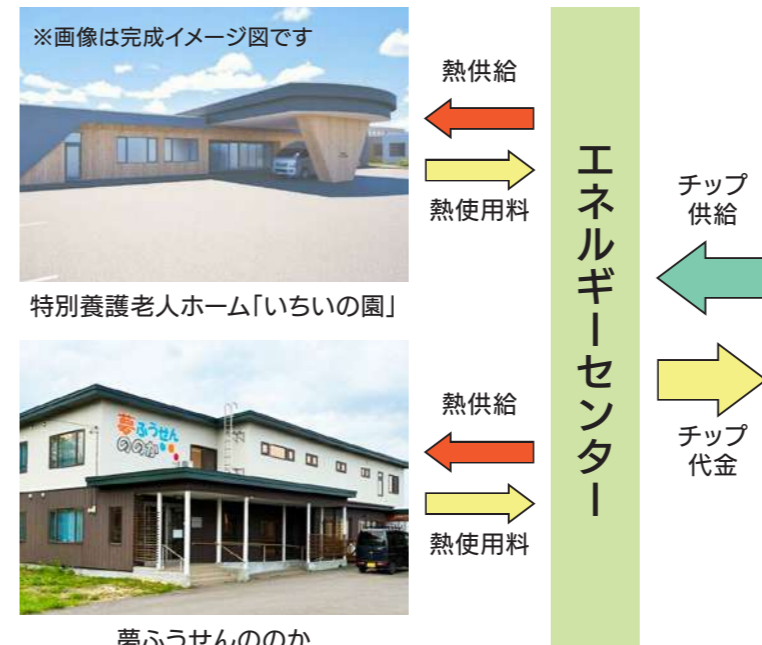 ※画像は完成イメージ図です
熱供給
熱使用料
特別養護老人ホーム「いちいの園」
夢ふうせん
ののか
熱供給
熱使用料
夢ふうせんののか
エネルギーセンター
チップ
供給
チップ
代金